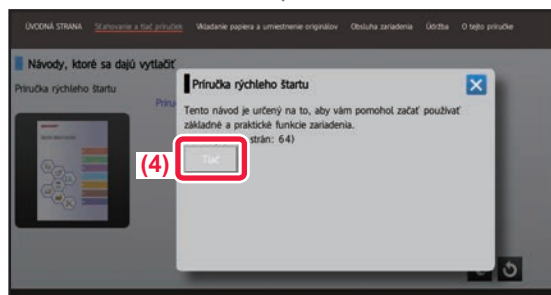 ÚVODNÁ STRANA Sťahovanie a tlač príručiek Vkladanie papiera a umiestnenie originálov Obsluha zariadenia Údržba O tejto príručke
Návody, ktoré sa dajú vytlačiť
Príručka rýchleho štartu
Príručka rýchleho štartu
Tento návod je určený na to, aby vám pomohol začať používať
základné a praktické funkcie zariadenia.
strán: 64)
Tlač
(4)